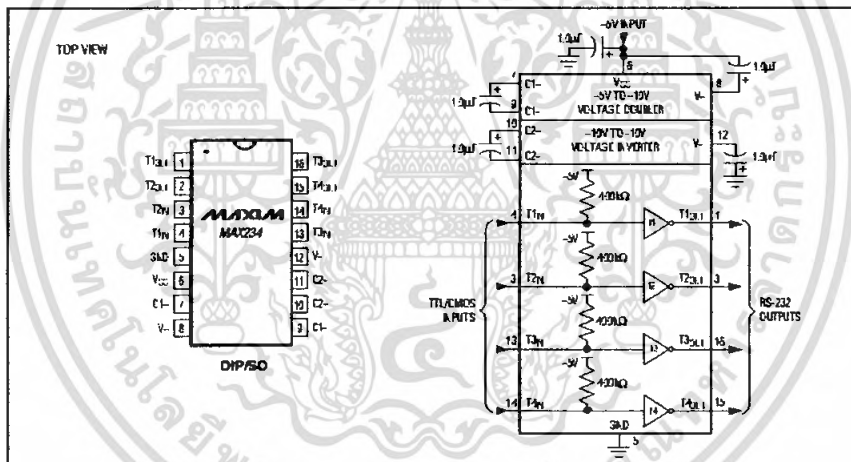 TOP VIEW
T1OUT 1
T2OUT 2
T2IN 3
T1IN 4
GND 5
VCC 6
C1- 7
V- 8
MAXIM
MAX234
16 T3OUT
15 T4OUT
14 T4IN
13 T3IN
12 V-
11 C2-
10 C2-
9 C1-
DIP/SO
-5V INPUT
1.0µF
6
VCC
1.0µF
7 C1-
-5V TO -10V
VOLTAGE DOUBLER
V- 8
1.0µF
9 C1-
10 C2-
-10V TO -10V
VOLTAGE INVERTER
V- 12
1.0µF
11 C2-
1.0µF
-5V
400kΩ
4 T1IN
T1
T1OUT 1
-5V
400kΩ
3 T2IN
T2
T2OUT 3
TTL/CMOS
INPUTS
RS-232
OUTPUTS
-5V
400kΩ
13 T3IN
T3
T3OUT 16
-5V
400kΩ
14 T4IN
T4
T4OUT 15
GND
5